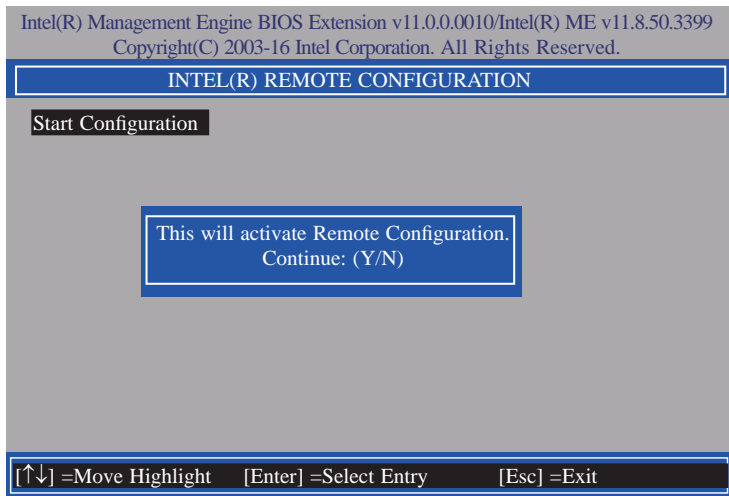 Intel(R) Management Engine BIOS Extension v11.0.0.0010/Intel(R) ME v11.8.50.3399
Copyright(C) 2003-16 Intel Corporation. All Rights Reserved.
INTEL(R) REMOTE CONFIGURATION
Start Configuration
This will activate Remote Configuration.
Continue: (Y/N)
[↑↓] =Move Highlight [Enter] =Select Entry [Esc] =Exit